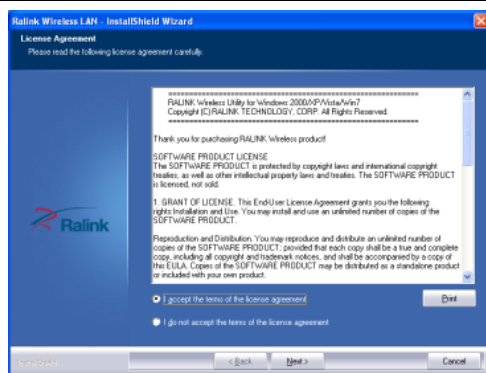 Ralink Wireless LAN - InstallShield Wizard
License Agreement
Please read the following license agreement carefully.
================================================
RALINK Wireless Utility for Windows 2000/XP/Vista/Win7
Copyright (C) RALINK TECHNOLOGY, CORP. All Rights Reserved.
================================================
Thank you for purchasing RALINK Wireless product!
SOFTWARE PRODUCT LICENSE
The SOFTWARE PRODUCT is protected by copyright laws and international copyright
treaties, as well as other intellectual property laws and treaties. The SOFTWARE PRODUCT
is licensed, not sold.
1. GRANT OF LICENSE. This End-User License Agreement grants you the following
rights:Installation and Use. You may install and use an unlimited number of copies of the
SOFTWARE PRODUCT.
Reproduction and Distribution. You may reproduce and distribute an unlimited number of
copies of the SOFTWARE PRODUCT; provided that each copy shall be a true and complete
copy, including all copyright and trademark notices, and shall be accompanied by a copy of
this EULA. Copies of the SOFTWARE PRODUCT may be distributed as a standalone product
or included with your own product.
Ralink
I accept the terms of the license agreement
Print
I do not accept the terms of the license agreement
InstallShield
< Back
Next >
Cancel